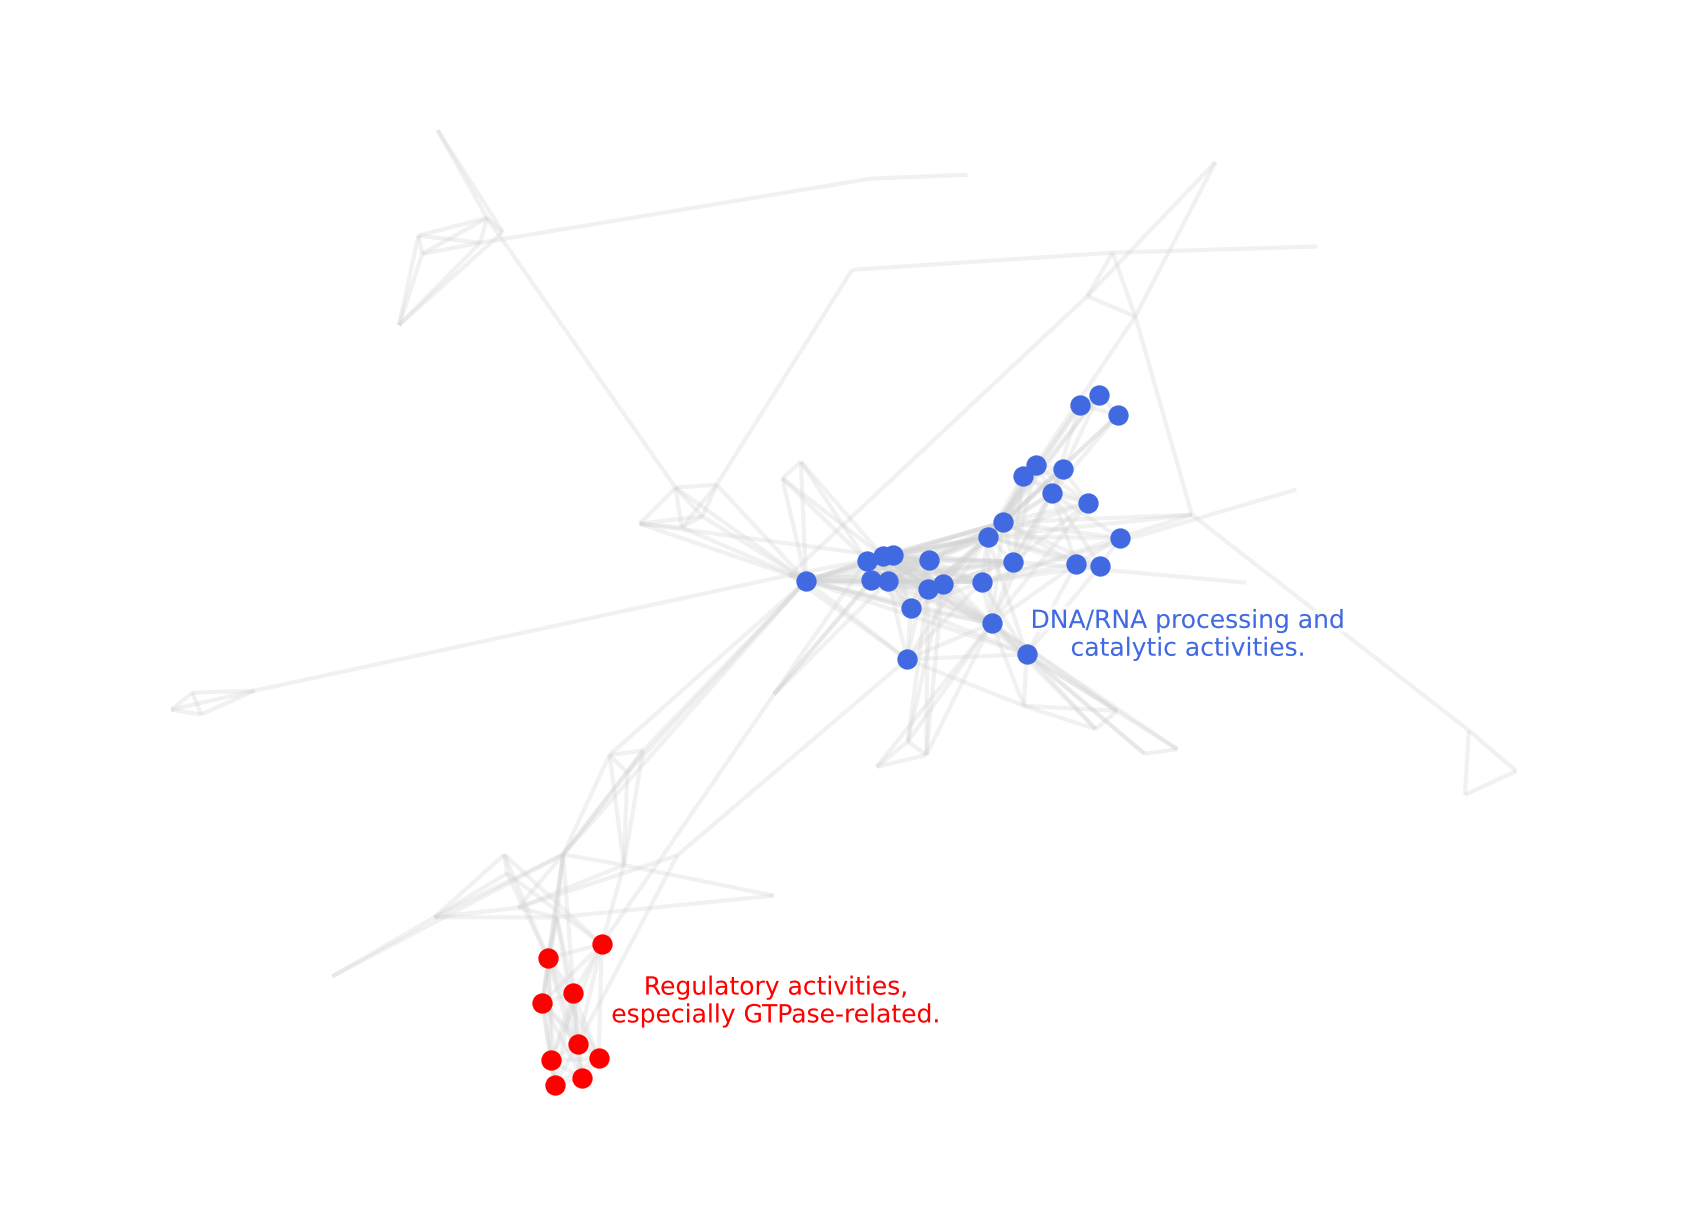 DNA/RNA processing and
catalytic activities.
Regulatory activities,
especially GTPase-related.